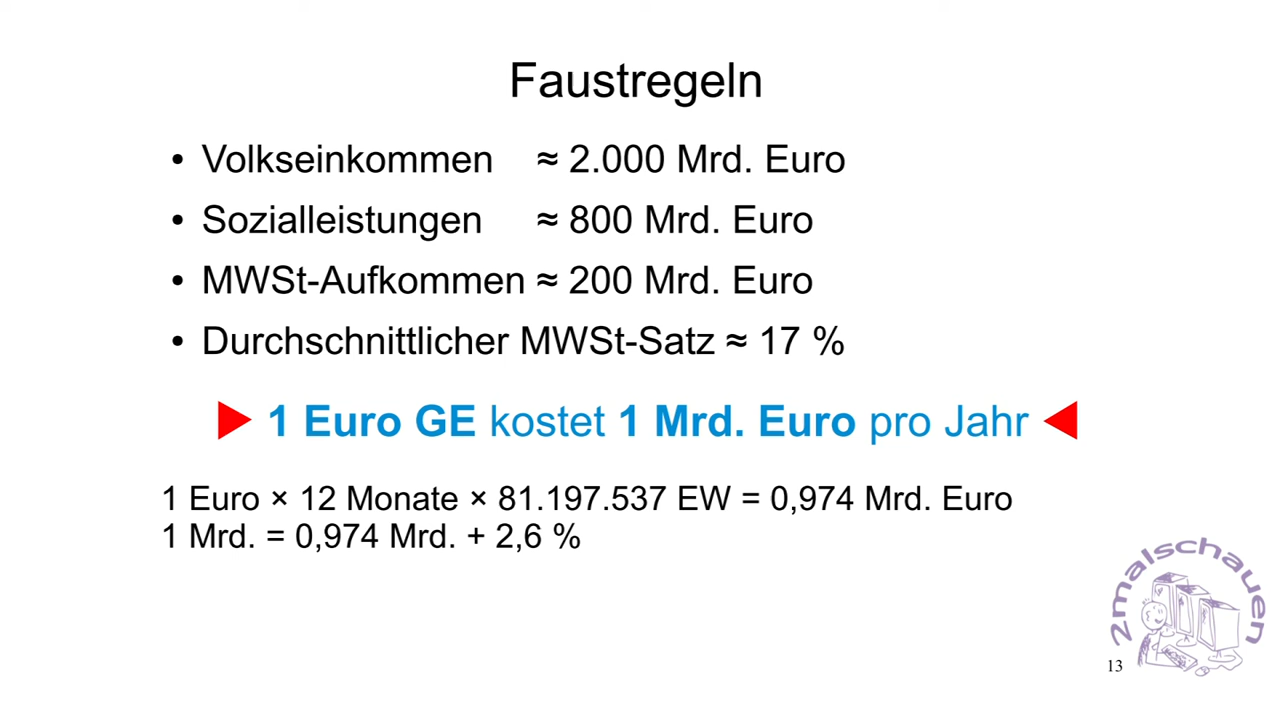 Faustregeln
• Volkseinkommen ≈ 2.000 Mrd. Euro
• Sozialleistungen ≈ 800 Mrd. Euro
• MWSt-Aufkommen ≈ 200 Mrd. Euro
• Durchschnittlicher MWSt-Satz ≈ 17 %
1 Euro GE kostet 1 Mrd. Euro pro Jahr
1 Euro × 12 Monate × 81.197.537 EW = 0,974 Mrd. Euro
1 Mrd. = 0,974 Mrd. + 2,6 %
2malschauen
13